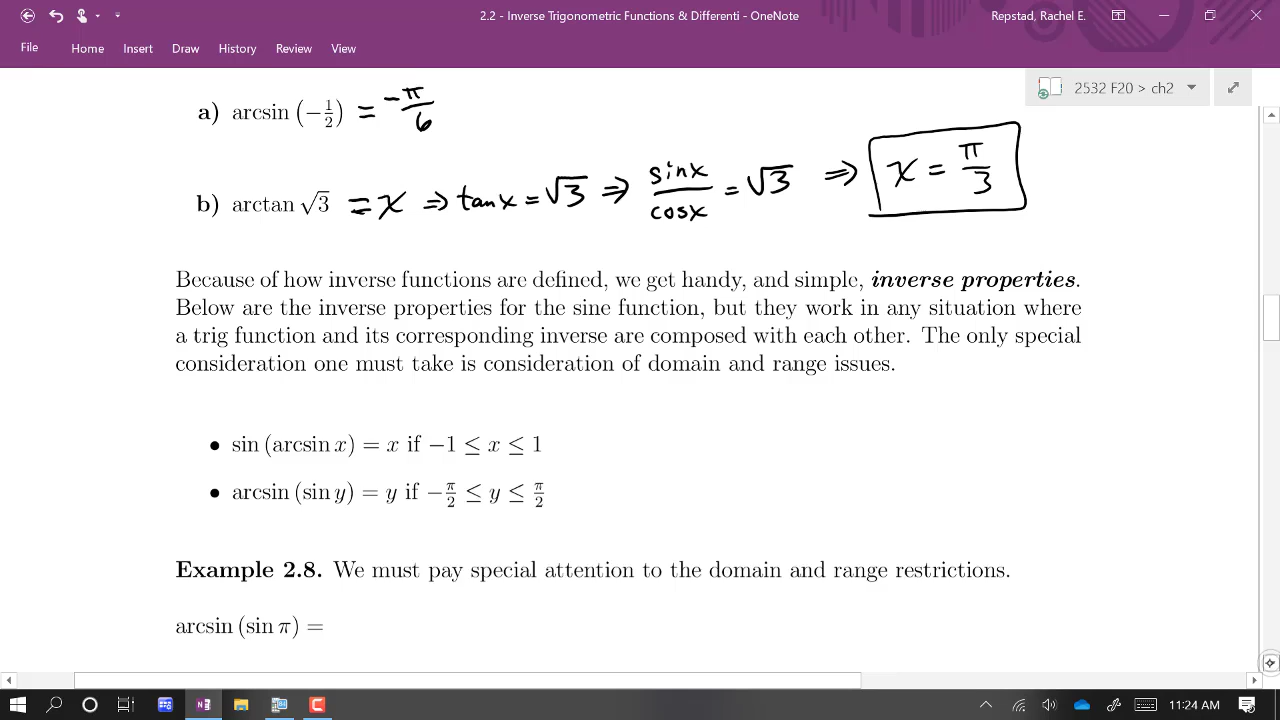 2.2 - Inverse Trigonometric Functions & Differenti - OneNote
Repstad, Rachel E.
File Home Insert Draw History Review View
2532 F20 > ch2
a) arcsin (−1/2) = −π/6
b) arctan √3 = x ⇒ tan x = √3 ⇒ sin x / cos x = √3 ⇒ x = π/3
Because of how inverse functions are defined, we get handy, and simple, inverse properties.
Below are the inverse properties for the sine function, but they work in any situation where
a trig function and its corresponding inverse are composed with each other. The only special
consideration one must take is consideration of domain and range issues.
• sin (arcsin x) = x if −1 ≤ x ≤ 1
• arcsin (sin y) = y if −π/2 ≤ y ≤ π/2
Example 2.8. We must pay special attention to the domain and range restrictions.
arcsin (sin π) =
11:24 AM